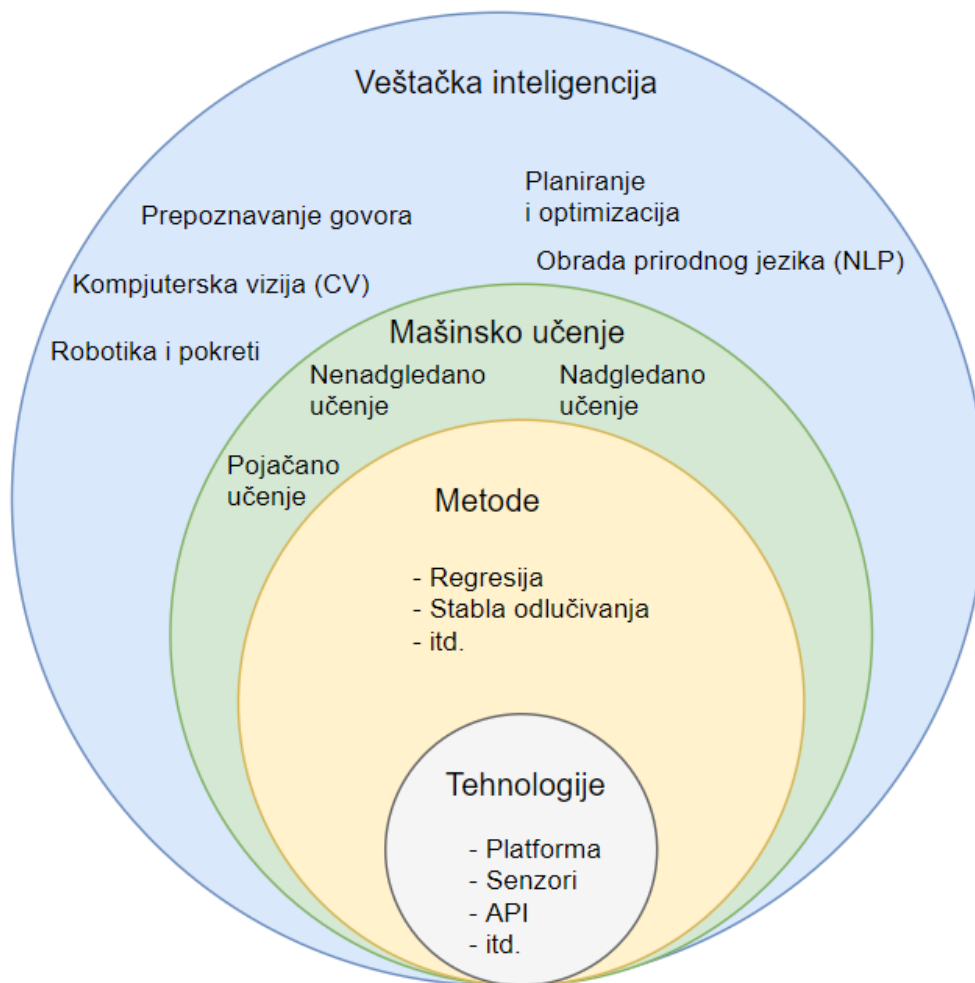 Veštačka inteligencija
Planiranje
i optimizacija
Prepoznavanje govora
Obrada prirodnog jezika (NLP)
Kompjuterska vizija (CV)
Robotika i pokreti
Mašinsko učenje
Nenadgledano
učenje
Nadgledano
učenje
Pojačano
učenje
Metode
- Regresija
- Stabla odlučivanja
- itd.
Tehnologije
- Platforma
- Senzori
- API
- itd.